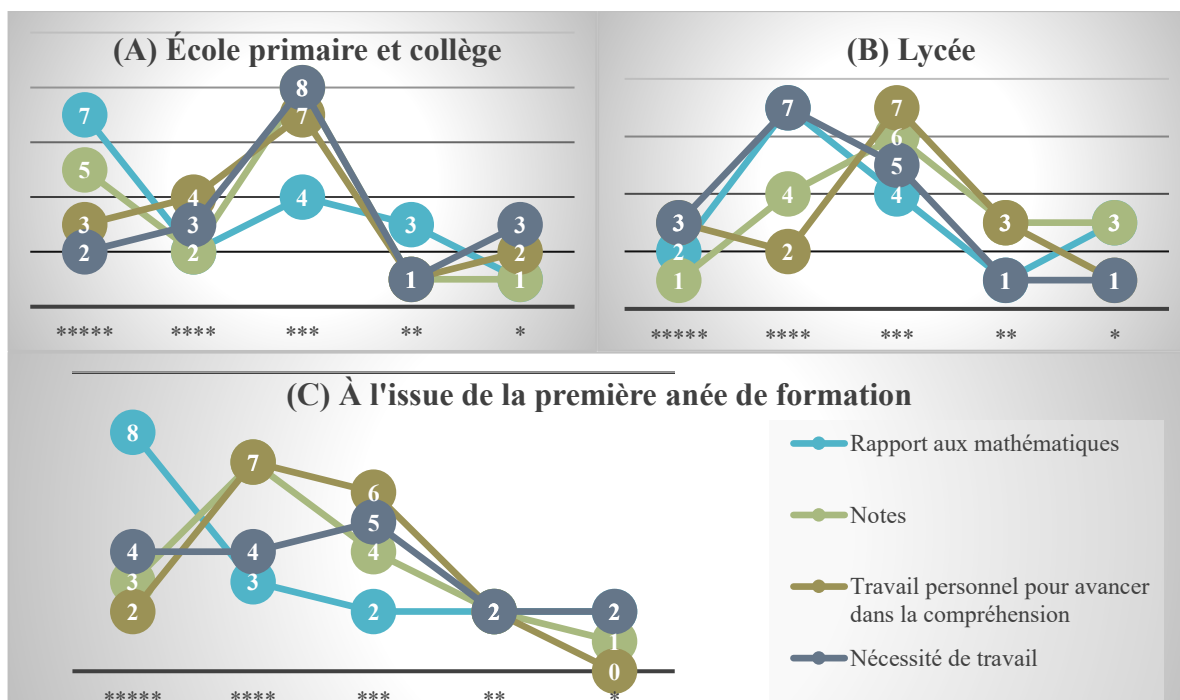 (A) École primaire et collège
8
7 7
5
4 4
3 3 3 3
2 2 2
1 1
***** **** *** ** *
(B) Lycée
7 7
6
5
4 4
3 3 3
2 2
1 1 1
***** **** *** ** *
(C) À l'issue de la première anée de formation
8
7
6
5
4 4 4
3 3
2 2 2 2
1
0
***** **** *** ** *
Rapport aux mathématiques
Notes
Travail personnel pour avancer
dans la compréhension
Nécessité de travail